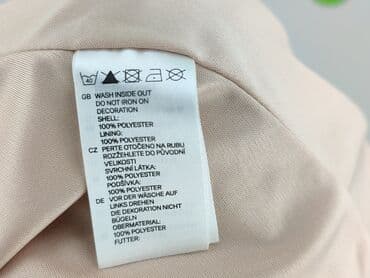 40
GB WASH INSIDE OUT
DO NOT IRON ON
DECORATION
SHELL:
100% POLYESTER
LINING:
100% POLYESTER
CZ PERTE OTOČENO NA RUBU
ROZŽEHLETE DO PŮVODNÍ
VELIKOSTI
SVRCHNÍ LÁTKA:
100% POLYESTER
PODŠÍVKA:
100% POLYESTER
DE VOR DER WÄSCHE AUF
LINKS DREHEN
DIE DEKORATION NICHT
BÜGELN
OBERMATERIAL:
100% POLYESTER
FUTTER: